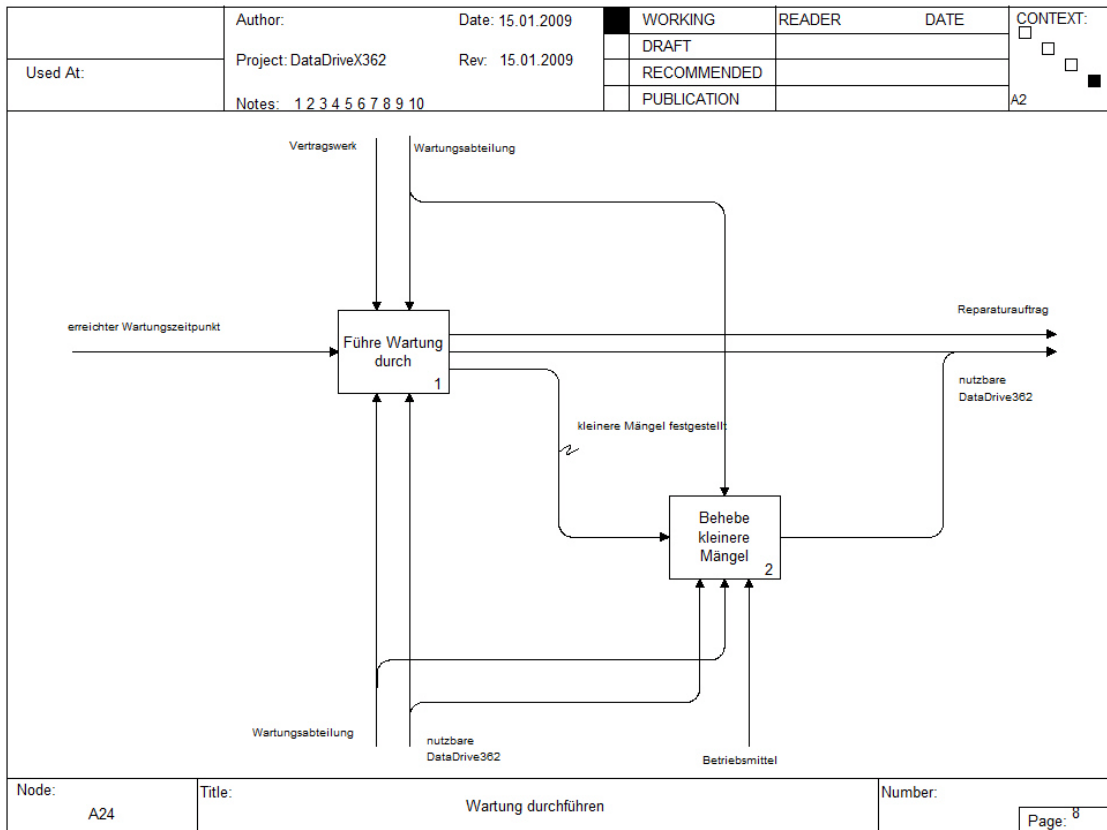 Used At:
Author:
Date: 15.01.2009
Project: DataDriveX362
Rev: 15.01.2009
Notes: 1 2 3 4 5 6 7 8 9 10
WORKING
DRAFT
RECOMMENDED
PUBLICATION
READER
DATE
CONTEXT:
A2
Vertragswerk
Wartungsabteilung
erreichter Wartungszeitpunkt
Führe Wartung
durch
1
Reparaturauftrag
nutzbare
DataDrive362
kleinere Mängel festgestellt
Behebe
kleinere
Mängel
2
Wartungsabteilung
nutzbare
DataDrive362
Betriebsmittel
Node:
A24
Title:
Wartung durchführen
Number:
Page: 8